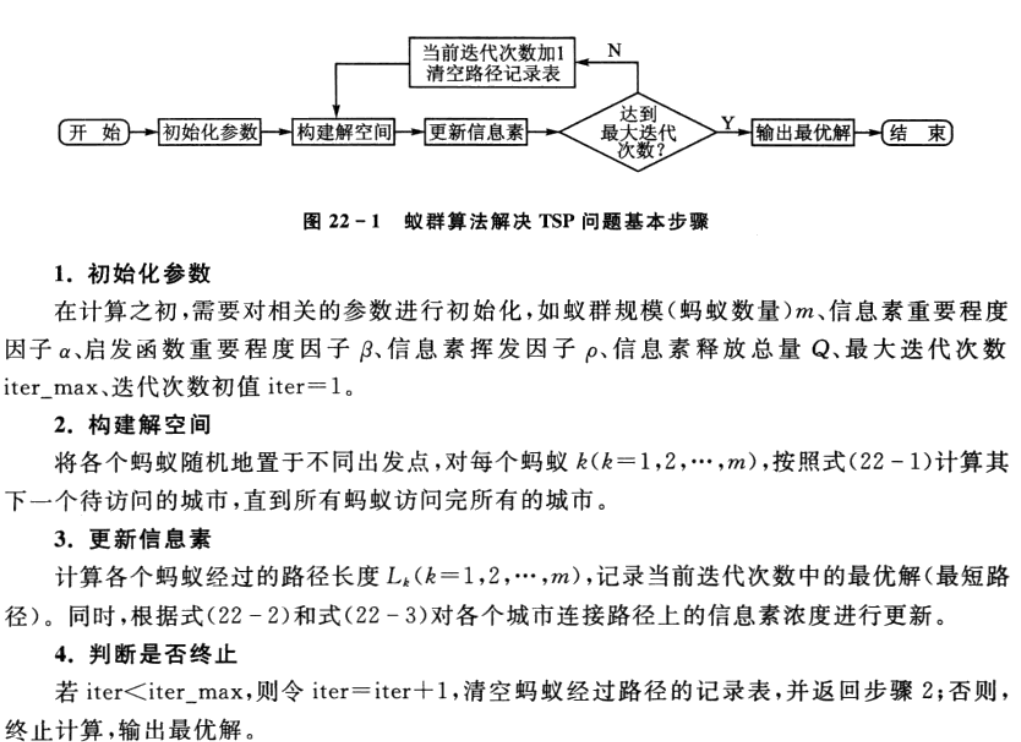 当前迭代次数加1
清空路径记录表
N
开 始
初始化参数
构建解空间
更新信息素
达到
最大迭代
次数？
Y
输出最优解
结 束
图 22-1 蚁群算法解决 TSP 问题基本步骤
1. 初始化参数
在计算之初，需要对相关的参数进行初始化，如蚁群规模(蚂蚁数量)m、信息素重要程度
因子 α、启发函数重要程度因子 β、信息素挥发因子 ρ、信息素释放总量 Q、最大迭代次数
iter_max、迭代次数初值 iter=1。
2. 构建解空间
将各个蚂蚁随机地置于不同出发点，对每个蚂蚁 k(k=1,2,…,m)，按照式(22-1)计算其
下一个待访问的城市，直到所有蚂蚁访问完所有的城市。
3. 更新信息素
计算各个蚂蚁经过的路径长度 Lₖ(k=1,2,…,m)，记录当前迭代次数中的最优解(最短路
径)。同时，根据式(22-2)和式(22-3)对各个城市连接路径上的信息素浓度进行更新。
4. 判断是否终止
若 iter<iter_max，则令 iter=iter+1，清空蚂蚁经过路径的记录表，并返回步骤 2；否则，
终止计算，输出最优解。